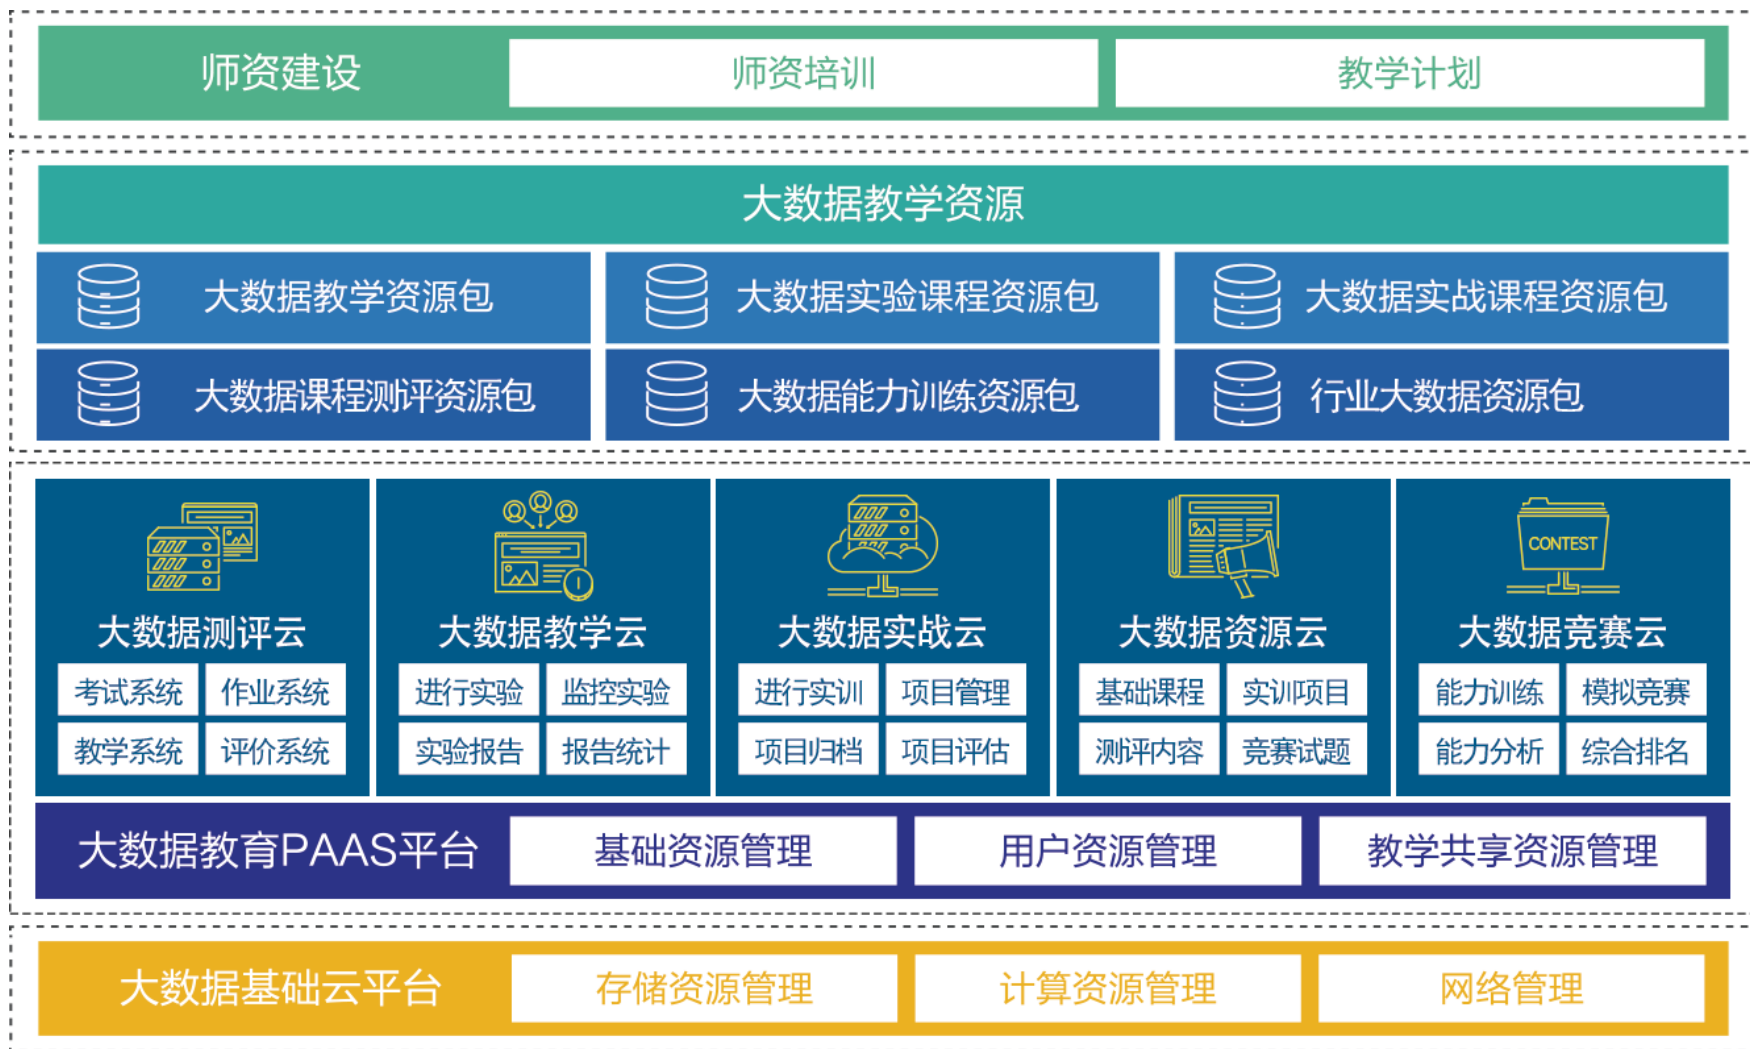 师资建设 师资培训 教学计划
大数据教学资源
大数据教学资源包 大数据实验课程资源包 大数据实战课程资源包
大数据课程测评资源包 大数据能力训练资源包 行业大数据资源包
CONTEST
大数据测评云 大数据教学云 大数据实战云 大数据资源云 大数据竞赛云
考试系统 作业系统 进行实验 监控实验 进行实训 项目管理 基础课程 实训项目 能力训练 模拟竞赛
教学系统 评价系统 实验报告 报告统计 项目归档 项目评估 测评内容 竞赛试题 能力分析 综合排名
大数据教育PAAS平台 基础资源管理 用户资源管理 教学共享资源管理
大数据基础云平台 存储资源管理 计算资源管理 网络管理